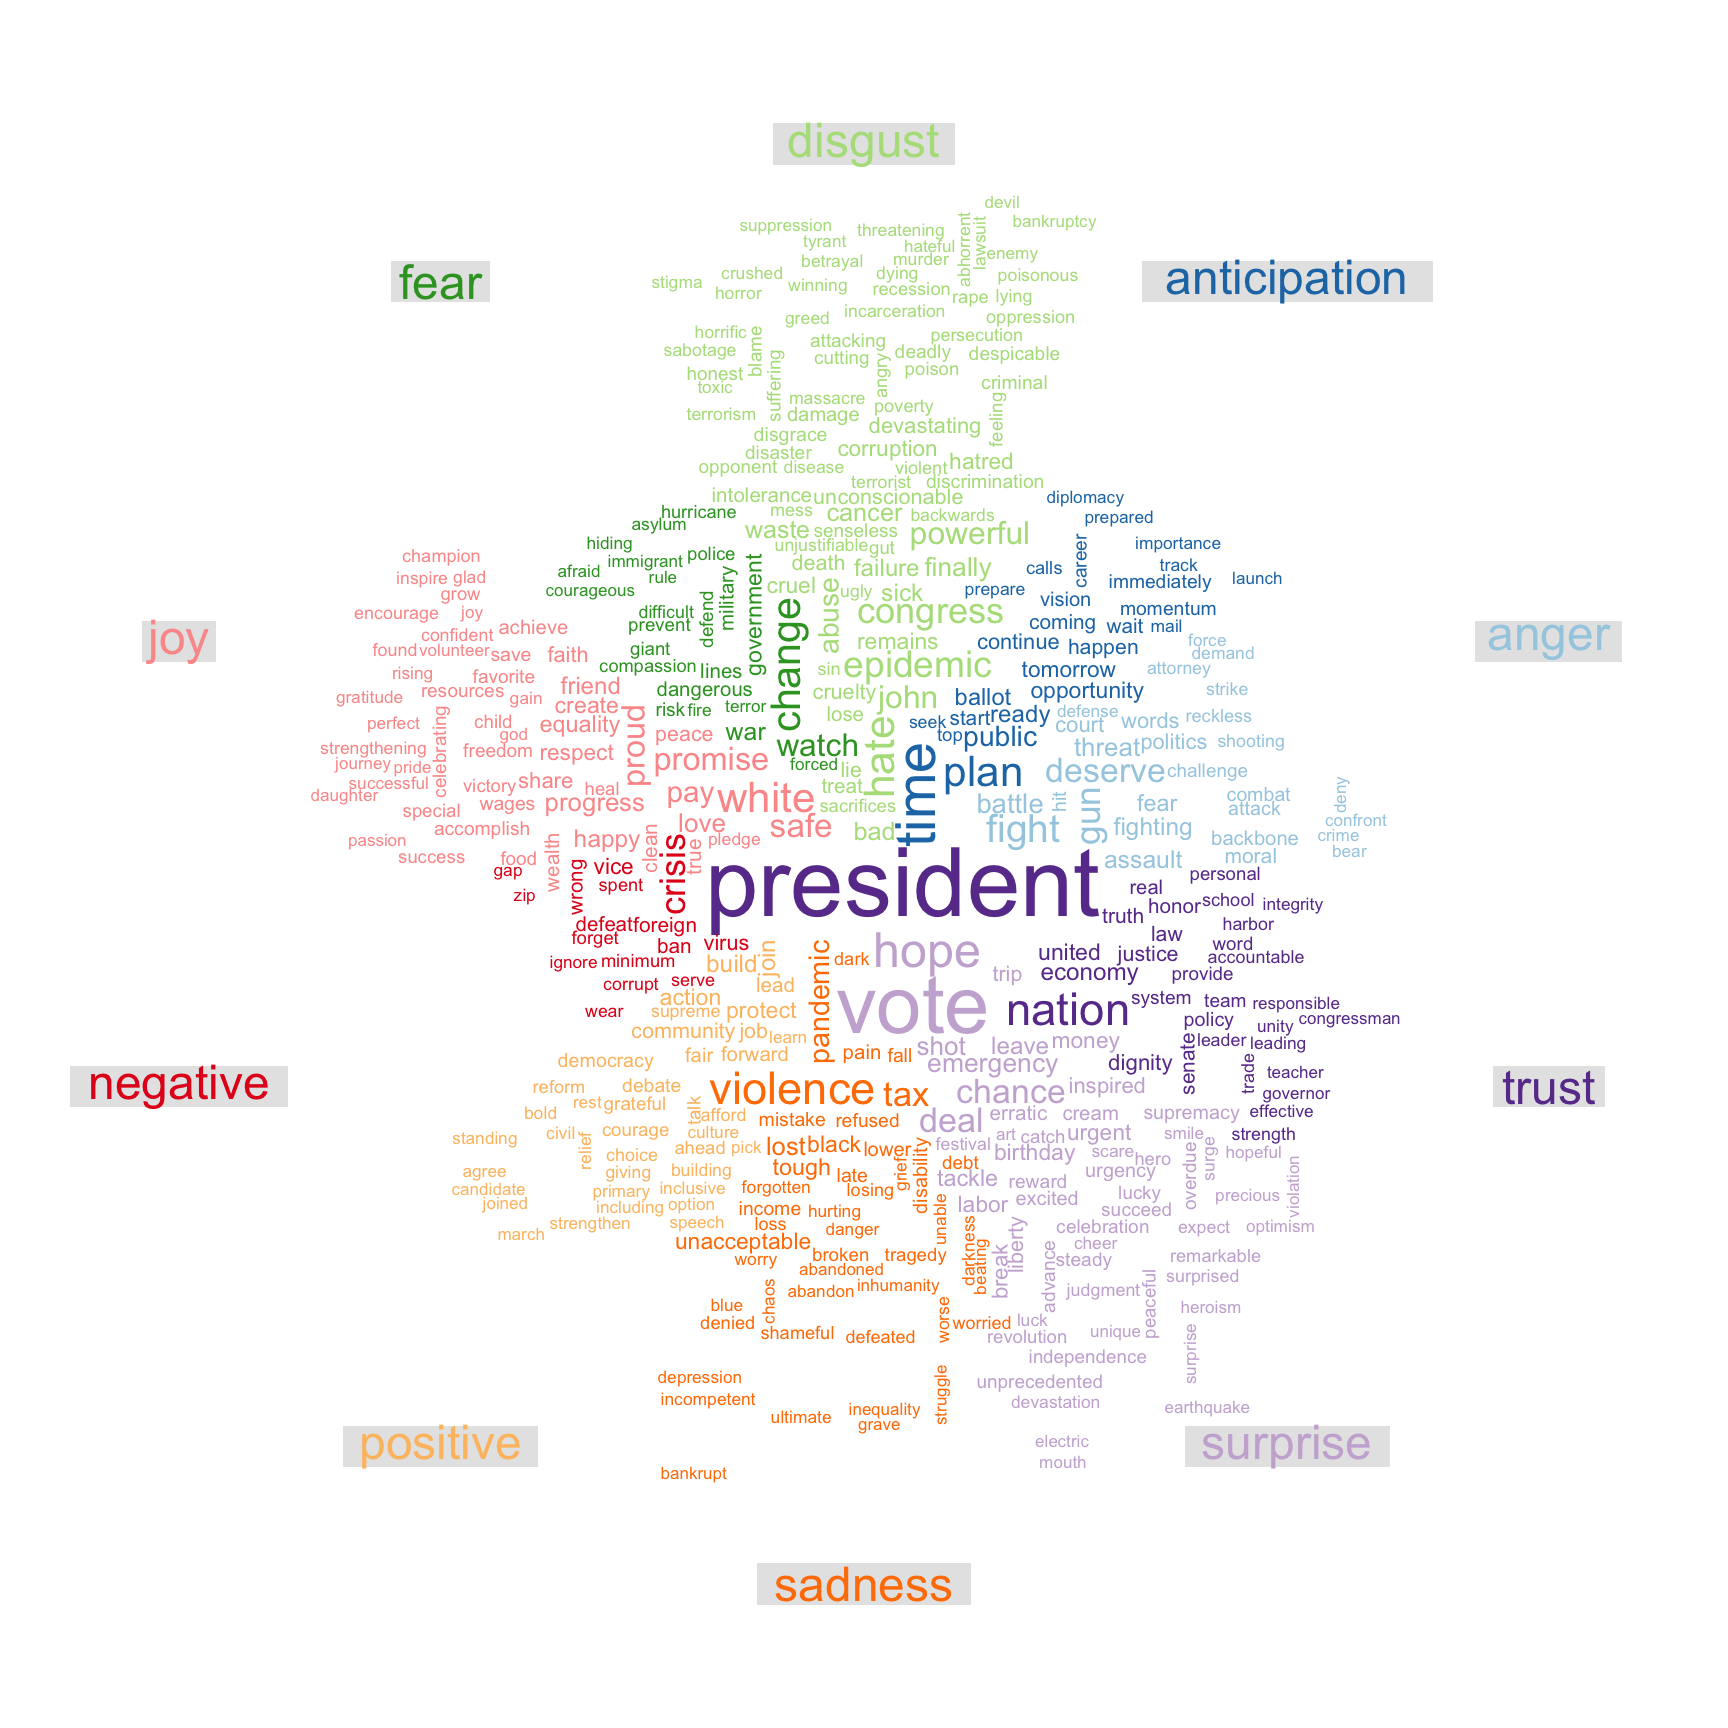 disgust
fear
anticipation
joy
anger
negative
trust
positive
surprise
sadness
devil
suppression
threatening
abhorrent
lawsuit
bankruptcy
tyrant
hateful
enemy
betrayal
murder
crushed
dying
poisonous
stigma
horror
winning
recession
rape
lying
greed
incarceration
oppression
horrific
blame
attacking
persecution
sabotage
suffering
cutting
deadly
despicable
honest
angry
poison
toxic
criminal
massacre
feeling
terrorism
damage
poverty
disgrace
devastating
disaster
corruption
opponent
disease
violent
hatred
terrorist
discrimination
intolerance
unconscionable
mess
cancer
backwards
waste
senseless
powerful
unjustifiable
gut
death
failure
finally
cruel
abuse
ugly
sick
congress
remains
sin
epidemic
cruelty
john
lose
hate
lie
treat
sacrifices
bad
hurricane
asylum
hiding
immigrant
police
afraid
rule
military
government
courageous
difficult
defend
prevent
change
giant
compassion
lines
dangerous
risk
fire
terror
war
watch
forced
diplomacy
prepared
career
importance
calls
track
immediately
launch
prepare
vision
momentum
coming
wait
mail
continue
happen
tomorrow
ballot
opportunity
seek
start
ready
top
public
time
plan
force
demand
attorney
strike
defense
court
words
reckless
threat
politics
shooting
deserve
challenge
battle
hit
gun
fear
combat
attack
deny
fight
fighting
backbone
confront
crime
assault
moral
bear
champion
inspire
glad
grow
encourage
joy
confident
achieve
found
volunteer
save
faith
rising
favorite
gratitude
resources
gain
friend
create
perfect
celebrating
child
equality
god
proud
peace
strengthening
freedom
respect
journey
pride
promise
successful
victory
share
heal
daughter
wages
progress
pay
white
special
accomplish
love
safe
passion
happy
clean
true
pledge
success
food
wealth
gap
zip
wrong
vice
spent
crisis
defeat
foreign
forget
ban
virus
ignore
minimum
corrupt
serve
wear
president
personal
real
truth
honor
school
integrity
harbor
law
word
united
justice
accountable
economy
provide
nation
system
team
responsible
policy
unity
congressman
senate
leader
leading
dignity
trade
teacher
governor
effective
strength
build
join
action
lead
supreme
protect
community
job
learn
democracy
fair
forward
reform
debate
rest
grateful
talk
afford
bold
civil
courage
culture
standing
relief
choice
ahead
pick
agree
giving
building
candidate
primary
inclusive
joined
including
option
strengthen
speech
march
dark
pandemic
pain
fall
violence
tax
mistake
refused
lost
black
lower
tough
late
grief
disability
debt
forgotten
losing
income
hurting
unable
loss
danger
unacceptable
worry
broken
tragedy
darkness
beating
abandoned
chaos
abandon
inhumanity
blue
denied
shameful
defeated
worse
worried
depression
incompetent
struggle
ultimate
inequality
grave
bankrupt
hope
trip
vote
shot
leave
money
emergency
chance
inspired
deal
erratic
cream
supremacy
festival
art
catch
urgent
smile
birthday
scare
hero
overdue
surge
hopeful
tackle
reward
urgency
labor
excited
lucky
precious
violation
succeed
liberty
celebration
expect
optimism
break
advance
cheer
steady
remarkable
judgment
peaceful
surprised
heroism
luck
revolution
unique
independence
surprise
unprecedented
devastation
earthquake
electric
mouth